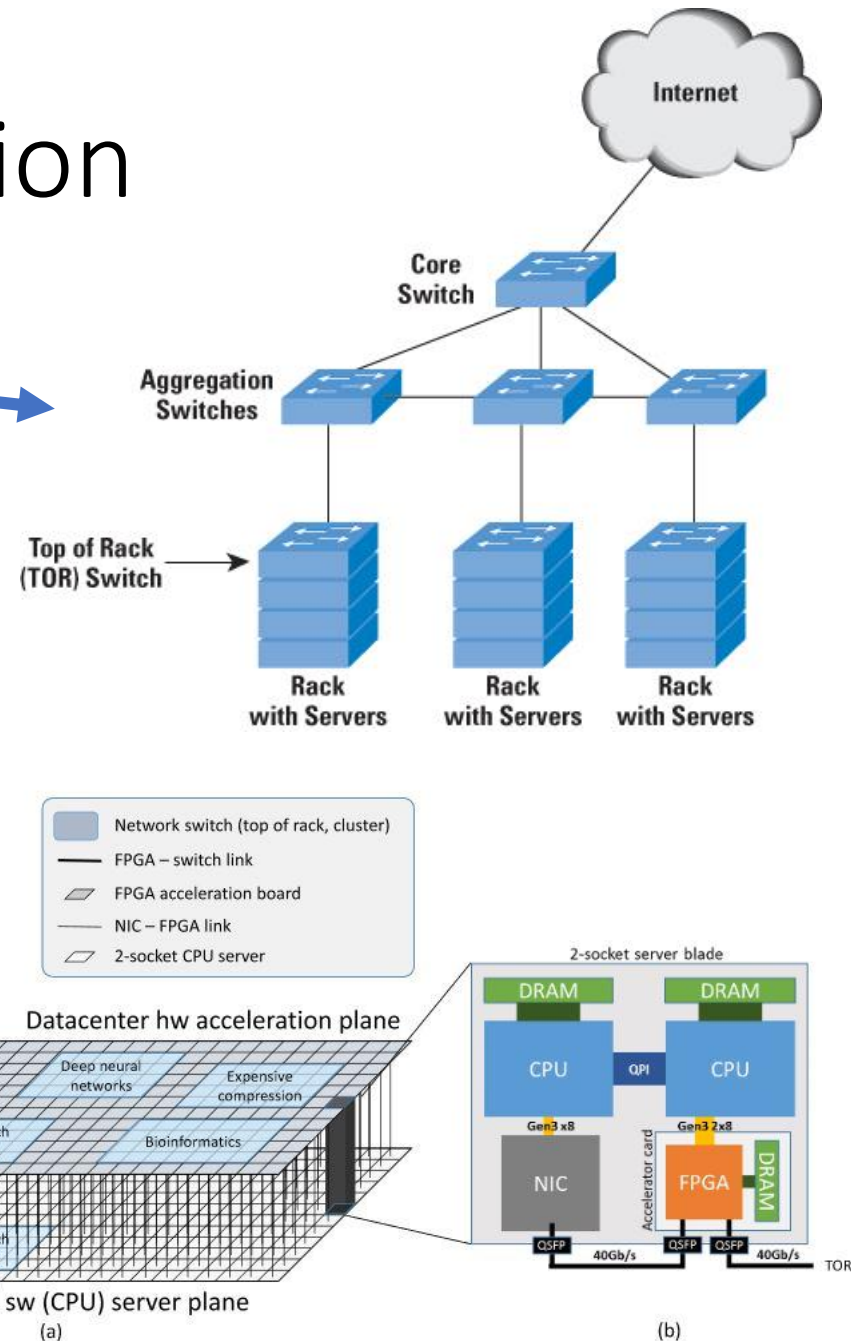 ion
Internet
Core
Switch
Aggregation
Switches
Top of Rack
(TOR) Switch
Rack
with Servers
Rack
with Servers
Rack
with Servers
Network switch (top of rack, cluster)
FPGA – switch link
FPGA acceleration board
NIC – FPGA link
2-socket CPU server
Datacenter hw acceleration plane
Deep neural
networks
Expensive
compression
Bioinformatics
sw (CPU) server plane
(a)
2-socket server blade
DRAM
DRAM
CPU
QPI
CPU
Gen3 x8
Gen3 2x8
Accelerator card
NIC
FPGA
DRAM
QSFP
40Gb/s
QSFP
QSFP
40Gb/s
TOR
(b)